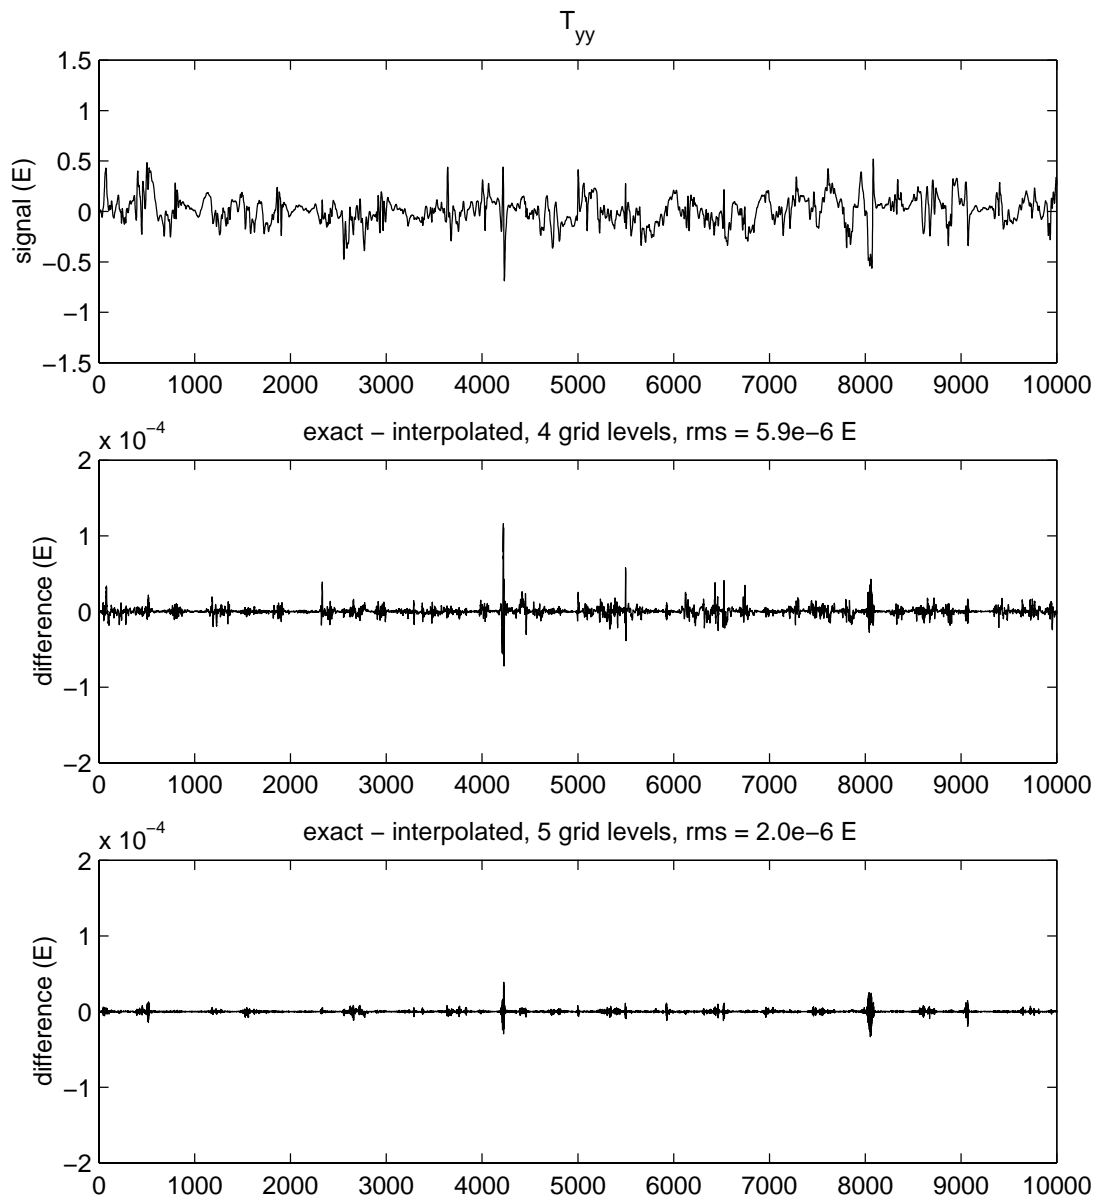 T_yy
1.5
1
0.5
0
−0.5
−1
−1.5
signal (E)
0 1000 2000 3000 4000 5000 6000 7000 8000 9000 10000
x 10^−4
exact − interpolated, 4 grid levels, rms = 5.9e−6 E
2
1
0
−1
−2
difference (E)
0 1000 2000 3000 4000 5000 6000 7000 8000 9000 10000
x 10^−4
exact − interpolated, 5 grid levels, rms = 2.0e−6 E
2
1
0
−1
−2
difference (E)
0 1000 2000 3000 4000 5000 6000 7000 8000 9000 10000